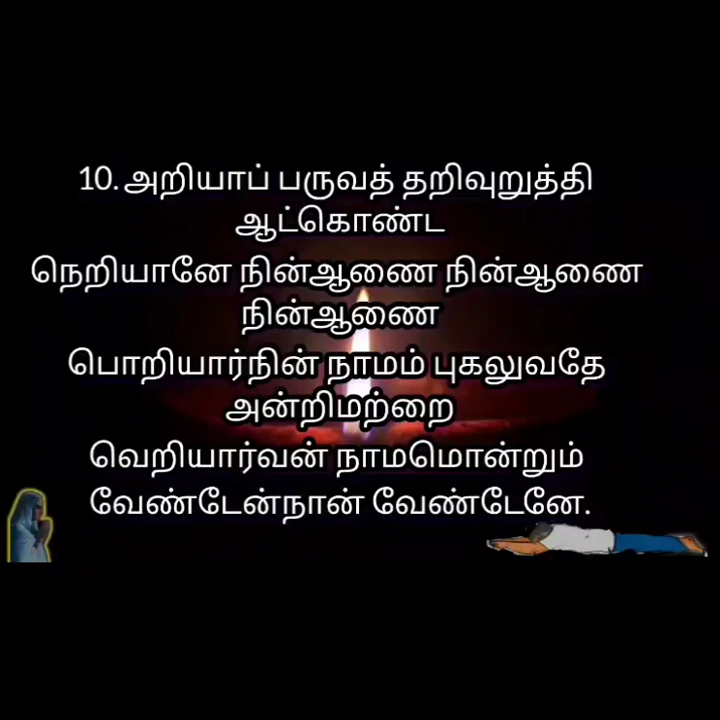 10. அறியாப் பருவத் தறிவுறுத்தி
ஆட்கொண்ட
நெறியானே நின்ஆணை நின்ஆணை
நின்ஆணை
பொறியார்நின் நாமம் புகலுவதே
அன்றிமற்றை
வெறியார்வன் நாமமொன்றும்
வேண்டேன்நான் வேண்டேனே.